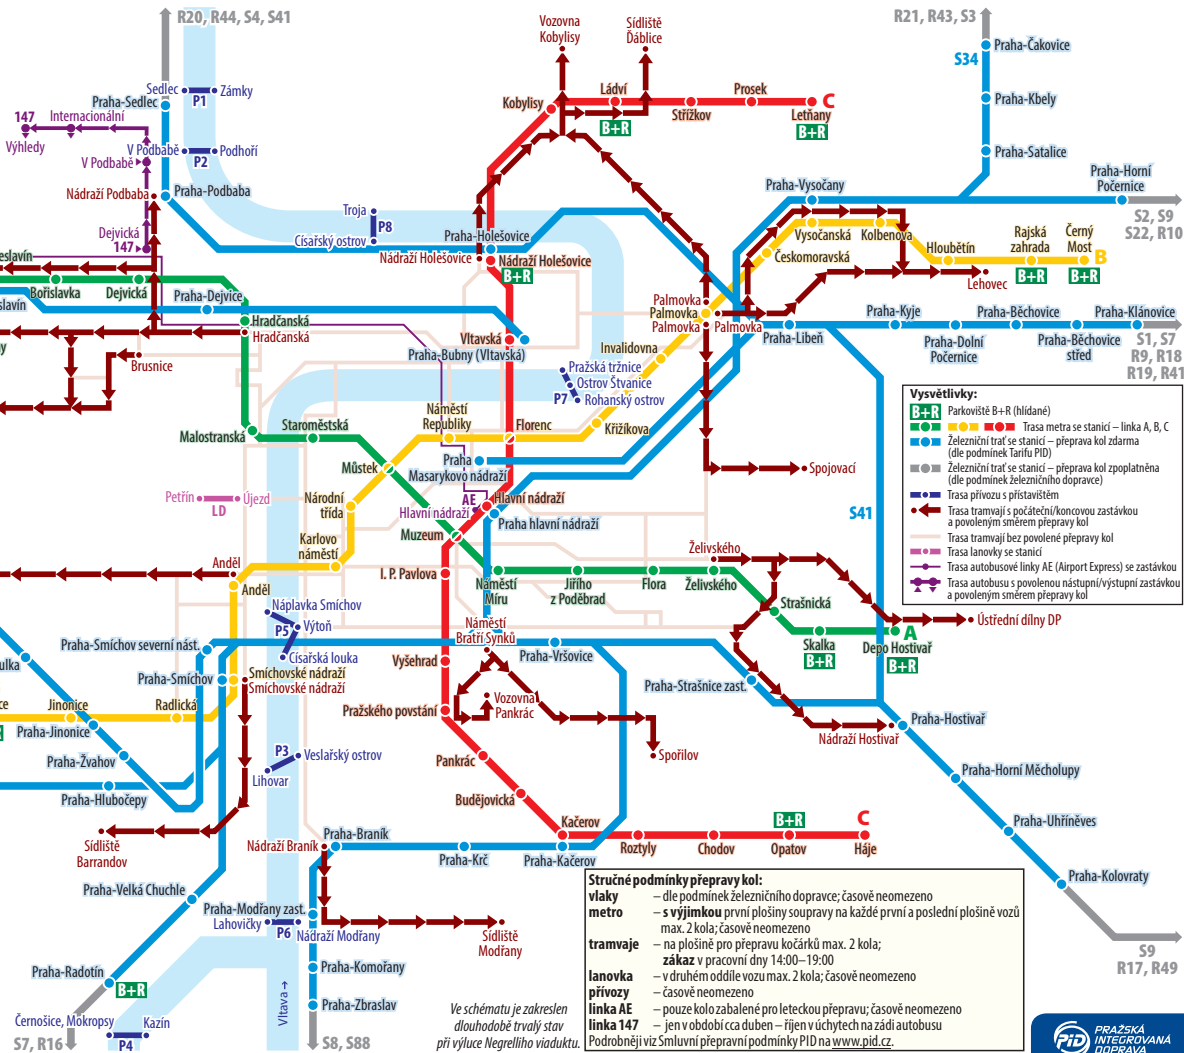 R20, R44, S4, S41
R21, R43, S3
Vozovna
Kobylisy
Sídliště
Ďáblice
Praha-Čakovice
S34
Sedlec
P1
Zámky
Praha-Sedlec
147
Internacionální
Výhledy
V Podbabě
V Podbabě
P2
Podhoří
Kobylisy
Ládví
B+R
Střížkov
Prosek
Letňany
C
B+R
Praha-Kbely
Praha-Satalice
Praha-Horní
Počernice
S2, S9
S22, R10
Nádraží Podbaba
Praha-Podbaba
Dejvická
147
Troja
P8
Císařský ostrov
Praha-Holešovice
Nádraží Holešovice
Nádraží Holešovice
B+R
Praha-Vysočany
Vysočanská
Kolbenova
Českomoravská
Hloubětín
Rajská
zahrada
B+R
Černý
Most
B
B+R
Lehovec
eslavín
Bořislavka
Dejvická
slavín
Praha-Dejvice
Hradčanská
Hradčanská
ny
Brusnice
Vltavská
Praha-Bubny (Vltavská)
Palmovka
Palmovka
Palmovka
Palmovka
Invalidovna
Praha-Libeň
Praha-Kyje
Praha-Dolní
Počernice
Praha-Běchovice
Praha-Běchovice
střed
Praha-Klánovice
S1, S7
R9, R18
R19, R41
Pražská tržnice
Ostrov Štvanice
P7
Rohanský ostrov
Malostranská
Staroměstská
Náměstí
Republiky
Florenc
Křižíkova
Můstek
Praha
Masarykovo nádraží
Spojovací
Petřín
LD
Újezd
Národní
třída
AE
Hlavní nádraží
Hlavní nádraží
Praha hlavní nádraží
Karlovo
náměstí
Muzeum
S41
Anděl
Anděl
I. P. Pavlova
Náměstí
Míru
Jiřího
z Poděbrad
Flora
Želivského
Želivského
Strašnická
Skalka
B+R
A
Depo Hostivař
B+R
Ústřední dílny DP
Vysvětlivky:
B+R Parkoviště B+R (hlídané)
Trasa metra se stanicí – linka A, B, C
Železniční trať se stanicí – přeprava kol zdarma
(dle podmínek Tarifu PID)
Železniční trať se stanicí – přeprava kol zpoplatněna
(dle podmínek železničního dopravce)
Trasa přívozu s přístavištěm
Trasa tramvají s počáteční/koncovou zastávkou
a povoleným směrem přepravy kol
Trasa tramvají bez povolené přepravy kol
Trasa lanovky se stanicí
Trasa autobusové linky AE (Airport Express) se zastávkou
Trasa autobusu s povolenou nástupní/výstupní zastávkou
a povoleným směrem přepravy kol
Náplavka Smíchov
P5
Výtoň
Císařská louka
Praha-Smíchov severní nást.
ulka
Praha-Smíchov
Smíchovské nádraží
Smíchovské nádraží
Náměstí
Bratří Synků
Praha-Vršovice
Vyšehrad
Vozovna
Pankrác
Praha-Strašnice zast.
Praha-Hostivař
Nádraží Hostivař
ce
Jinonice
Radlická
Praha-Jinonice
Praha-Žvahov
Praha-Hlubočepy
P3
Veslařský ostrov
Lihovar
Pražského povstání
Pankrác
Spořilov
Budějovická
Praha-Horní Měcholupy
Praha-Uhříněves
Praha-Kolovraty
Sídliště
Barrandov
Kačerov
Roztyly
Chodov
B+R
Opatov
C
Háje
Praha-Braník
Nádraží Braník
Praha-Krč
Praha-Kačerov
Praha-Velká Chuchle
Praha-Modřany zast.
Lahovičky
P6
Nádraží Modřany
Sídliště
Modřany
Praha-Radotín
B+R
Praha-Komořany
Praha-Zbraslav
Vltava →
Černošice, Mokropsy
Kazín
P4
S7, R16
S8, S88
S9
R17, R49
Ve schématu je zakreslen
dlouhodobě trvalý stav
při výluce Negrelliho viaduktu.
Stručné podmínky přepravy kol:
vlaky – dle podmínek železničního dopravce; časově neomezeno
metro – s výjimkou první plošiny soupravy na každé první a poslední plošině vozů
max. 2 kola; časově neomezeno
tramvaje – na plošině pro přepravu kočárků max. 2 kola;
zákaz v pracovní dny 14:00–19:00
lanovka – v druhém oddíle vozu max. 2 kola; časově neomezeno
přívozy – časově neomezeno
linka AE – pouze kolo zabalené pro leteckou přepravu; časově neomezeno
linka 147 – jen v období cca duben – říjen v úchytech na zádi autobusu
Podrobněji viz Smluvní přepravní podmínky PID na www.pid.cz.
PID
PRAŽSKÁ
INTEGROVANÁ
DOPRAVA